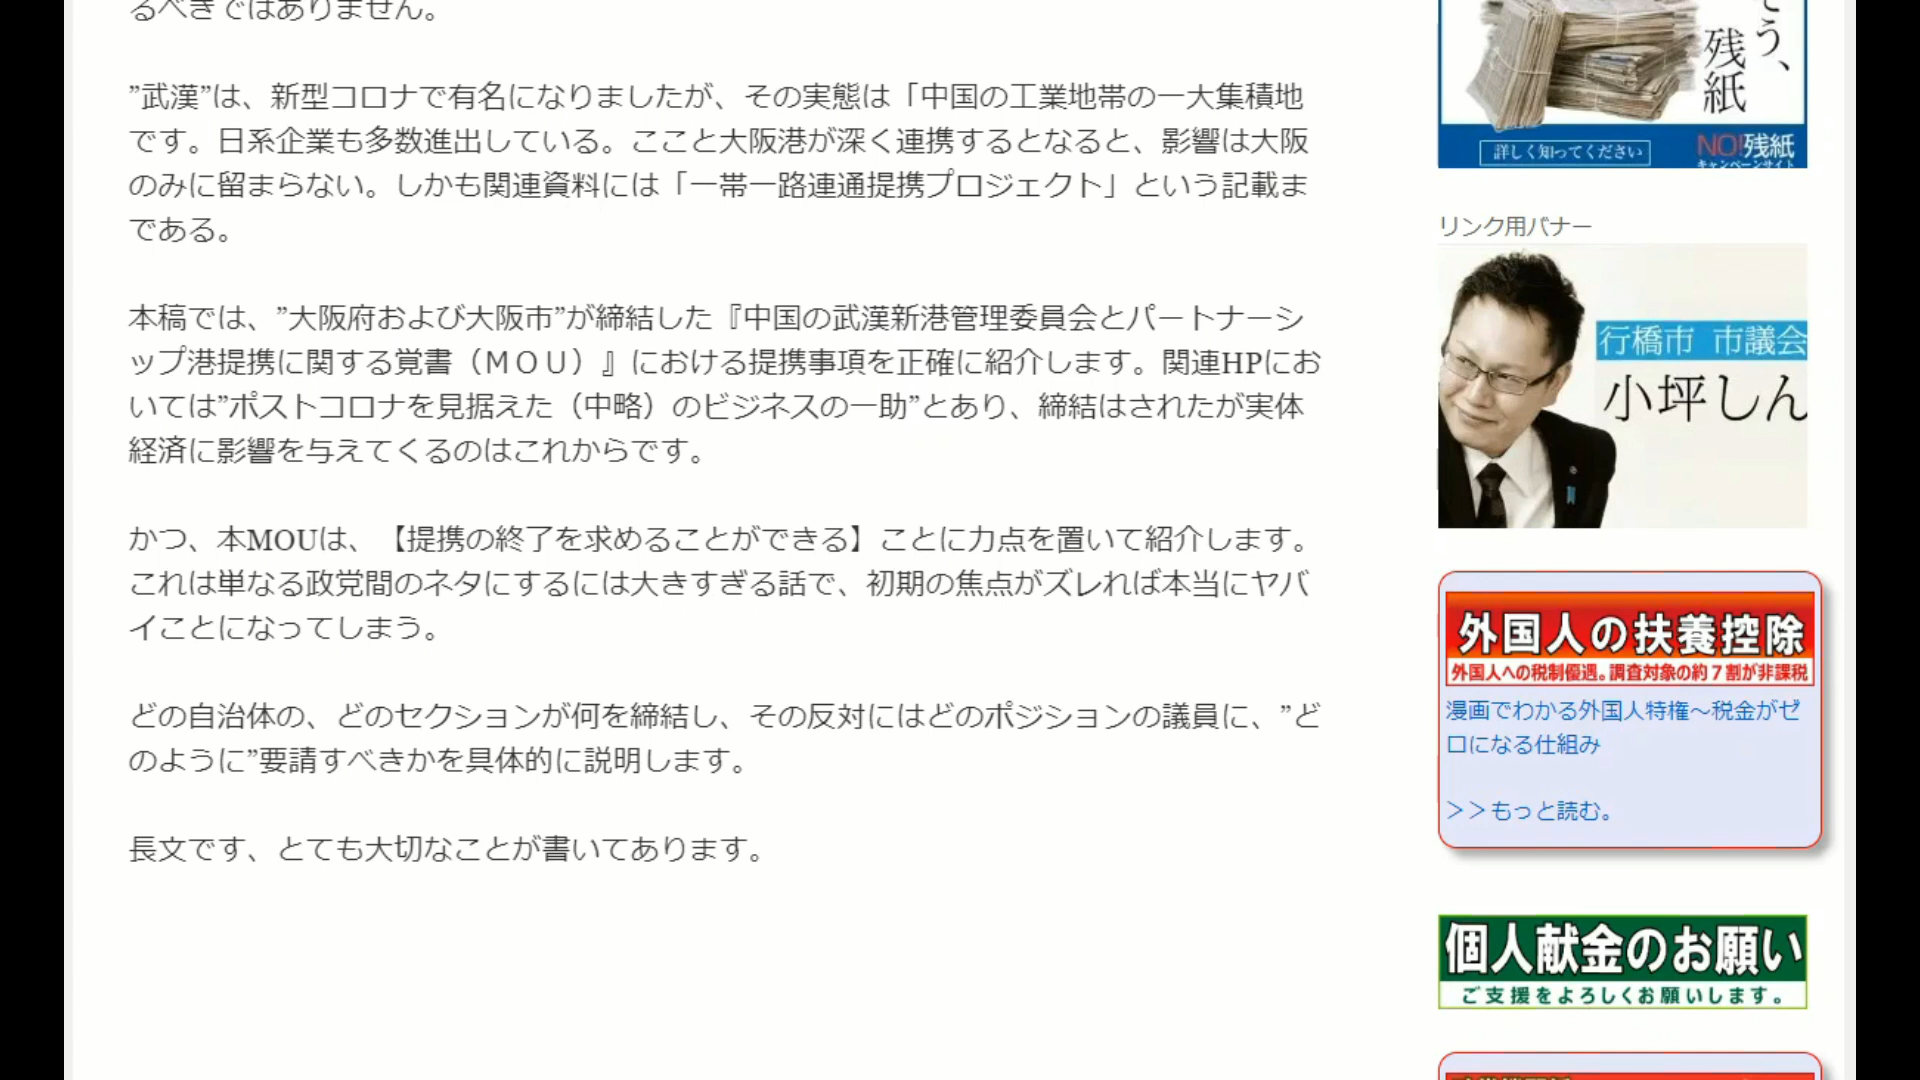 るべきではありません。
”武漢”は、新型コロナで有名になりましたが、その実態は「中国の工業地帯の一大集積地
です。日系企業も多数進出している。ここと大阪港が深く連携するとなると、影響は大阪
のみに留まらない。しかも関連資料には「一帯一路連通提携プロジェクト」という記載ま
である。
本稿では、”大阪府および大阪市”が締結した『中国の武漢新港管理委員会とパートナーシ
ップ港提携に関する覚書（ＭＯＵ）』における提携事項を正確に紹介します。関連HPにお
いては”ポストコロナを見据えた（中略）のビジネスの一助”とあり、締結はされたが実体
経済に影響を与えてくるのはこれからです。
かつ、本MOUは、【提携の終了を求めることができる】ことに力点を置いて紹介します。
これは単なる政党間のネタにするには大きすぎる話で、初期の焦点がズレれば本当にヤバ
イことになってしまう。
どの自治体の、どのセクションが何を締結し、その反対にはどのポジションの議員に、”ど
のように”要請すべきかを具体的に説明します。
長文です、とても大切なことが書いてあります。
そう、
残紙
詳しく知ってください
NO!残紙
キャンペーンサイト
リンク用バナー
行橋市 市議会
小坪しん
外国人の扶養控除
外国人への税制優遇。調査対象の約７割が非課税
漫画でわかる外国人特権～税金がゼ
ロになる仕組み
＞＞もっと読む。
個人献金のお願い
ご支援をよろしくお願いします。